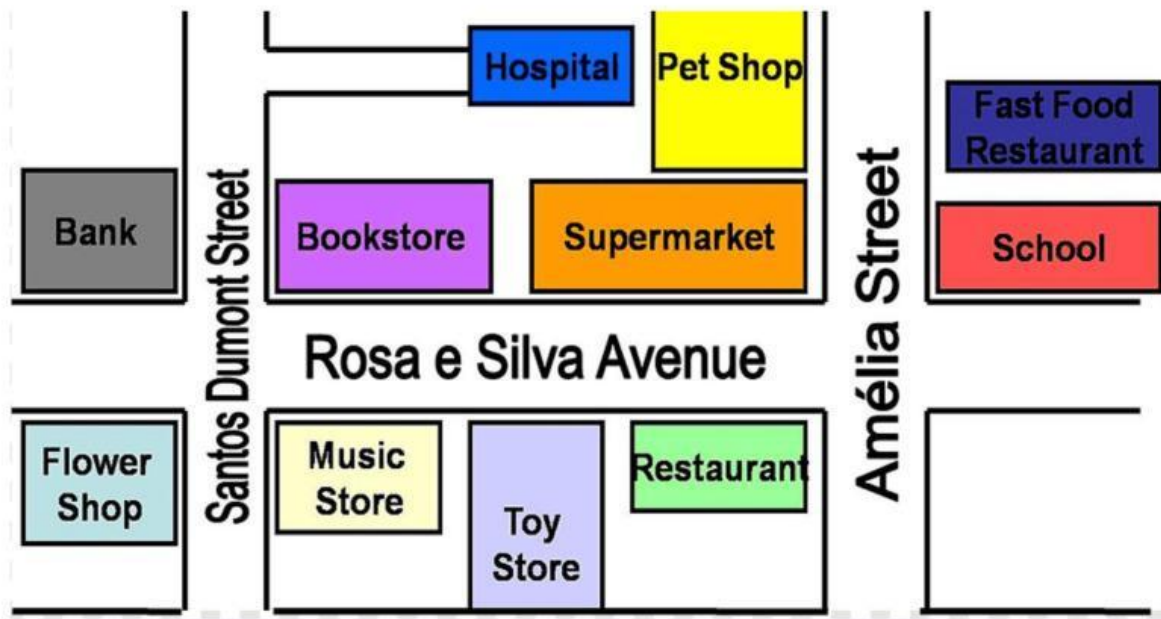 Hospital
Pet Shop
Fast Food
Restaurant
Bank
Santos Dumont Street
Bookstore
Supermarket
Amélia Street
School
Rosa e Silva Avenue
Flower
Shop
Music
Store
Toy
Store
Restaurant